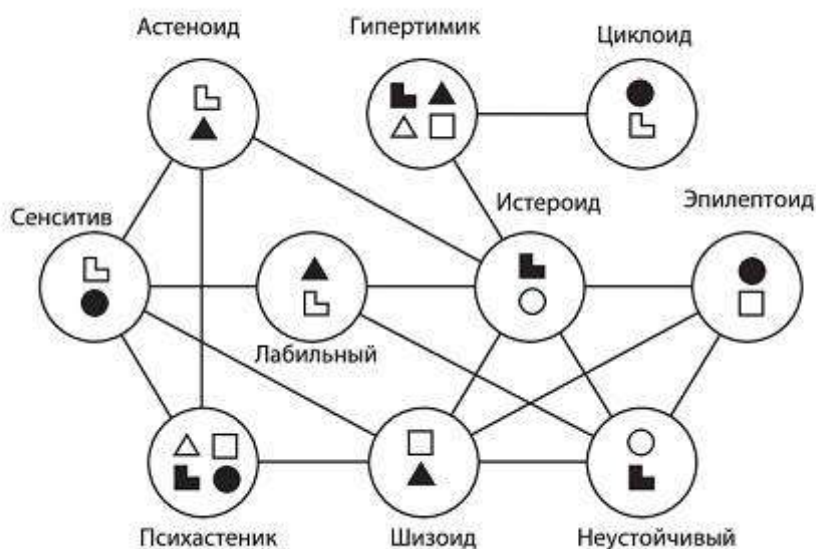 Астеноид
Гипертимик
Циклоид
Сенситив
Истероид
Эпилептоид
Лабильный
Психастеник
Шизоид
Неустойчивый